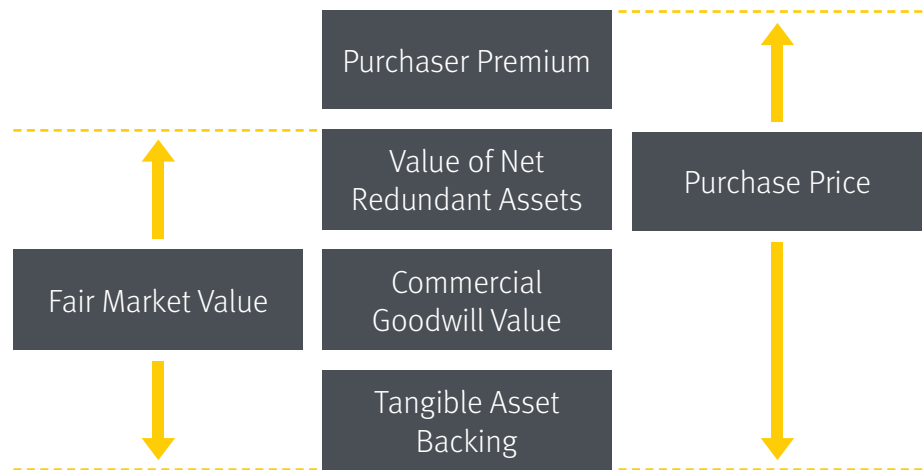 Purchaser Premium
Value of Net
Redundant Assets
Purchase Price
Fair Market Value
Commercial
Goodwill Value
Tangible Asset
Backing